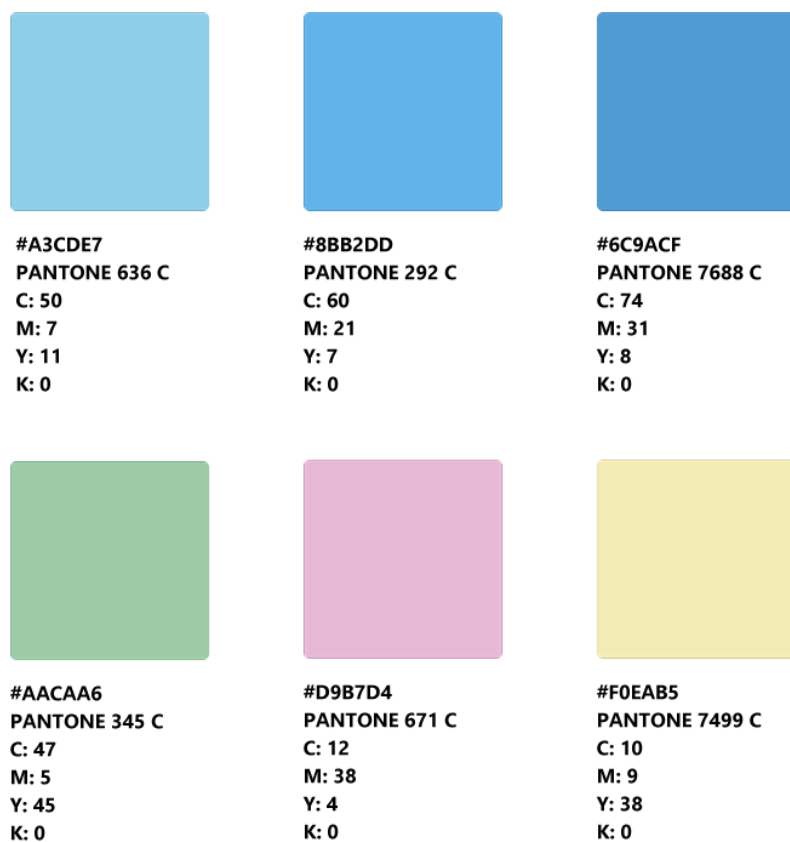 #A3CDE7
PANTONE 636 C
C: 50
M: 7
Y: 11
K: 0
#8BB2DD
PANTONE 292 C
C: 60
M: 21
Y: 7
K: 0
#6C9ACF
PANTONE 7688 C
C: 74
M: 31
Y: 8
K: 0
#AACAA6
PANTONE 345 C
C: 47
M: 5
Y: 45
K: 0
#D9B7D4
PANTONE 671 C
C: 12
M: 38
Y: 4
K: 0
#F0EAB5
PANTONE 7499 C
C: 10
M: 9
Y: 38
K: 0